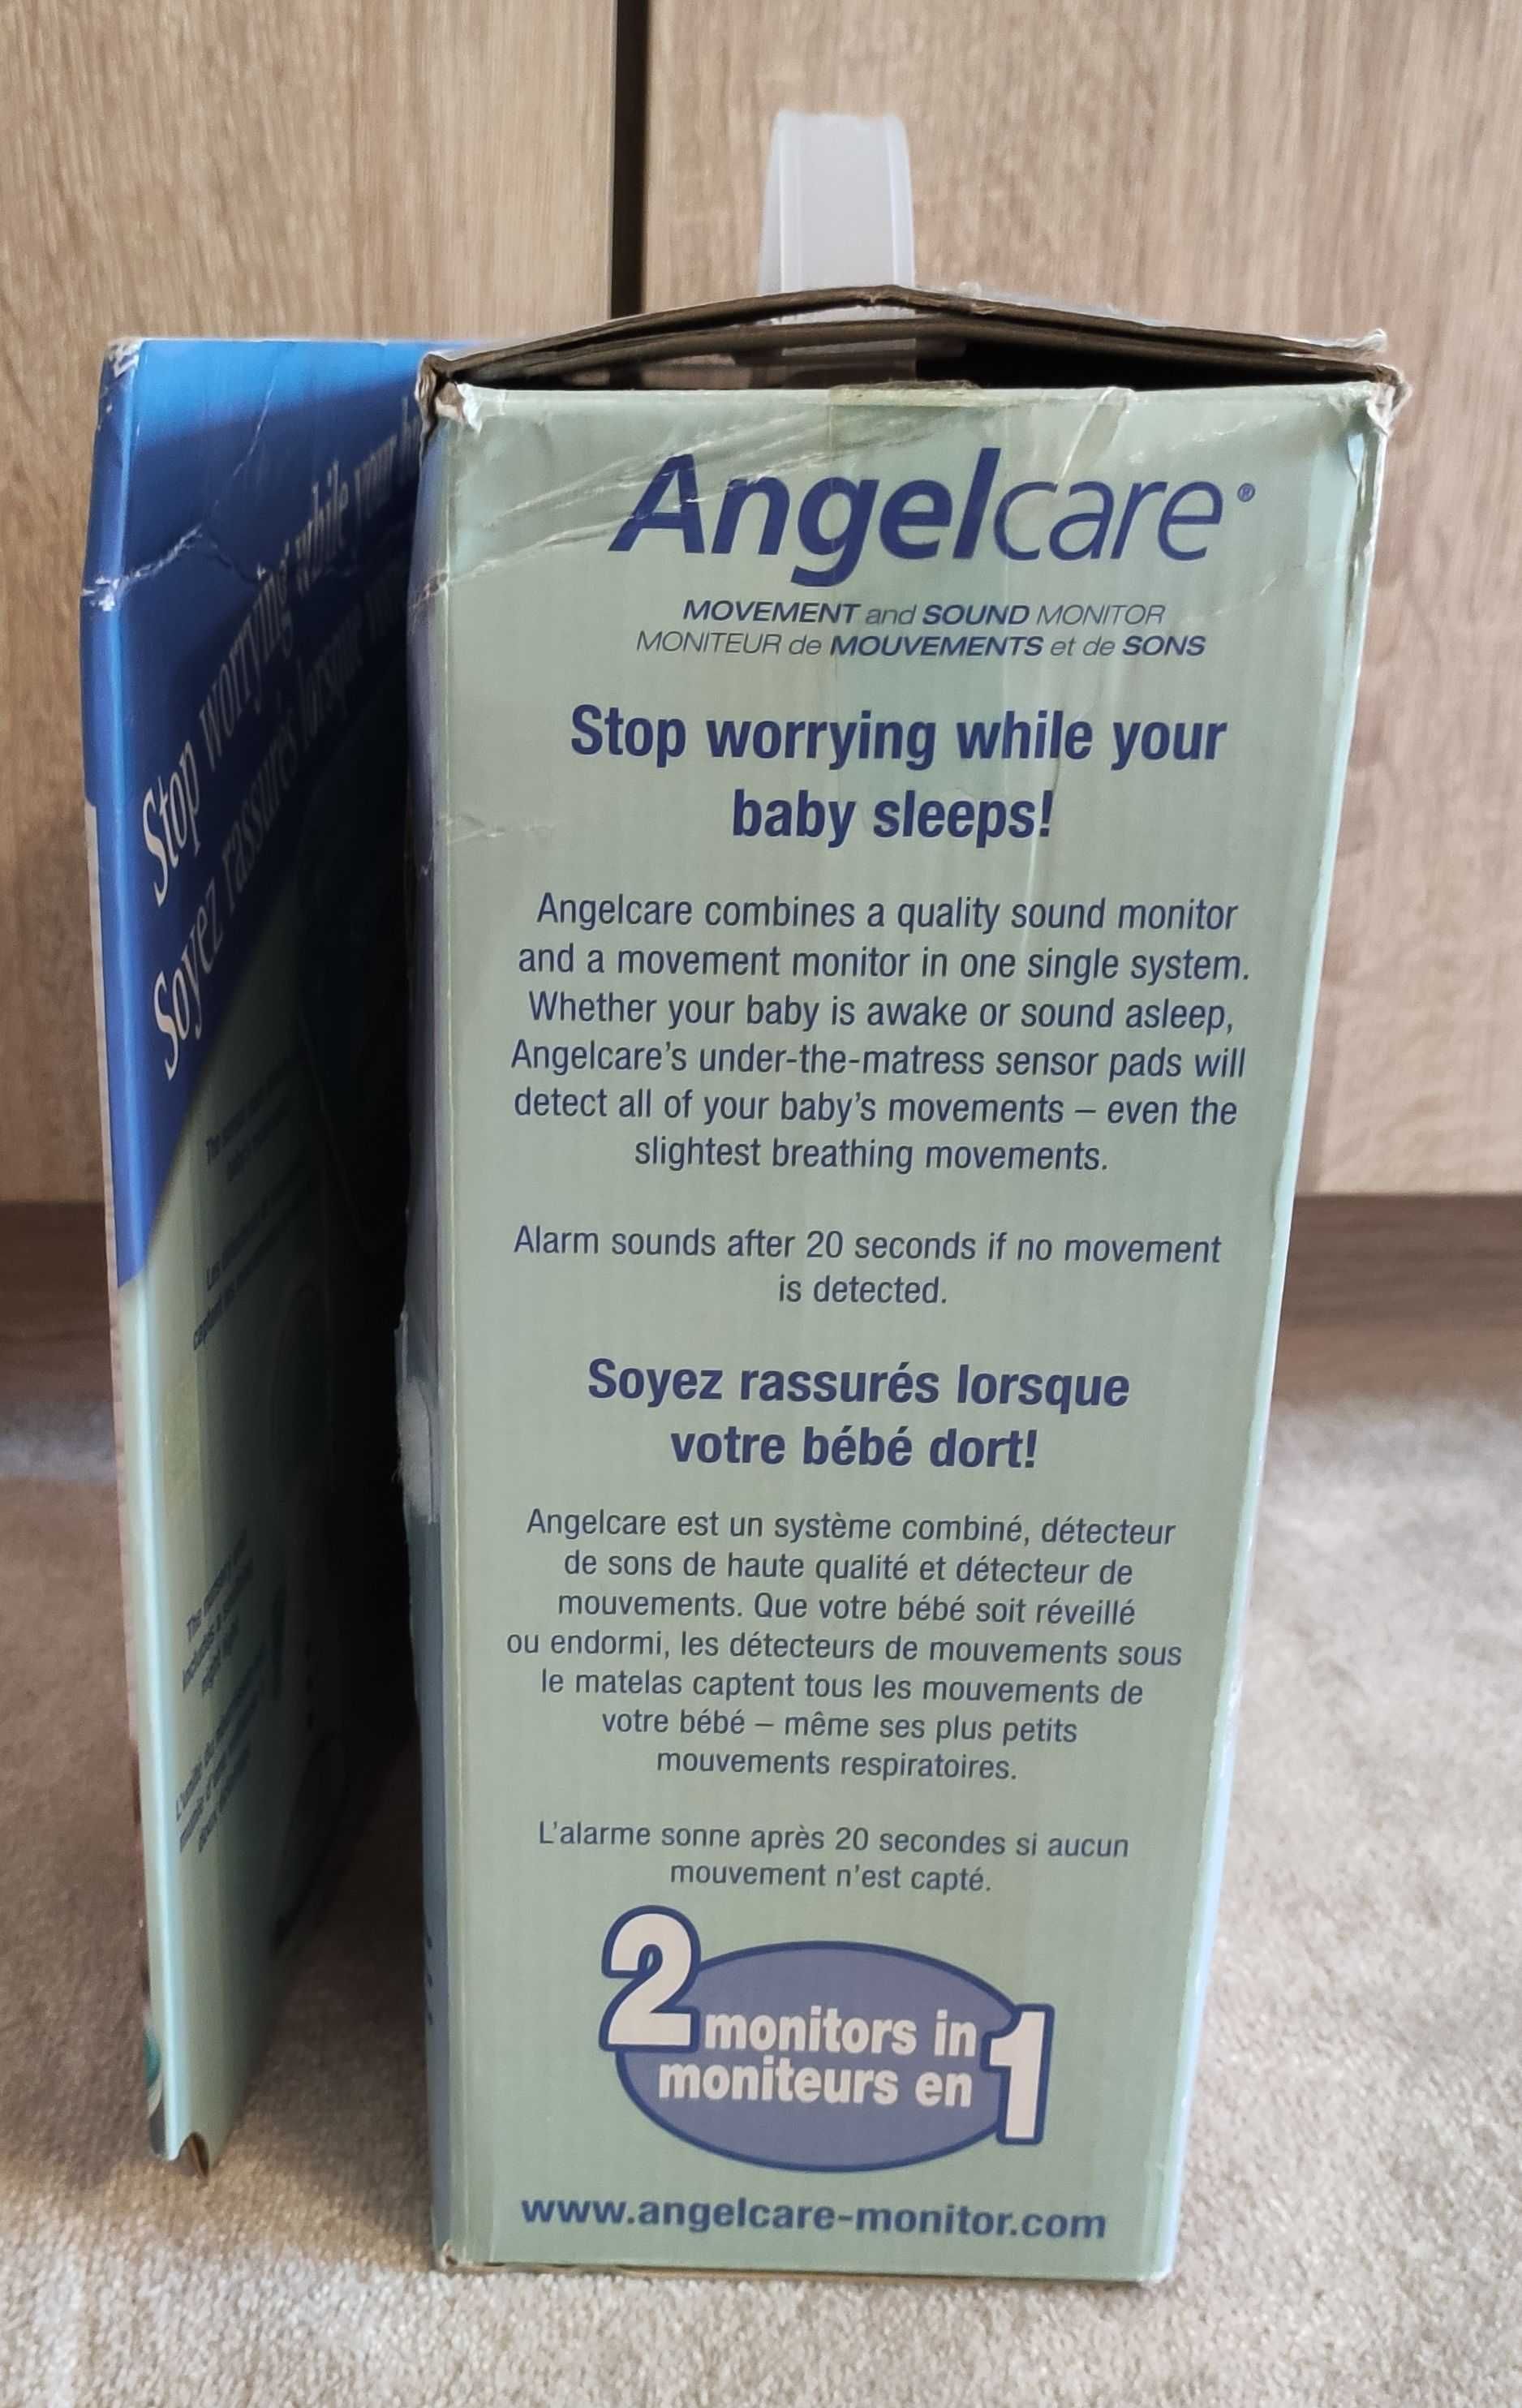 Angelcare®
MOVEMENT and SOUND MONITOR
MONITEUR de MOUVEMENTS et de SONS
Stop worrying while your
baby sleeps!
Angelcare combines a quality sound monitor
and a movement monitor in one single system.
Whether your baby is awake or sound asleep,
Angelcare's under-the-matress sensor pads will
detect all of your baby's movements – even the
slightest breathing movements.
Alarm sounds after 20 seconds if no movement
is detected.
Soyez rassurés lorsque
votre bébé dort!
Angelcare est un système combiné, détecteur
de sons de haute qualité et détecteur de
mouvements. Que votre bébé soit réveillé
ou endormi, les détecteurs de mouvements sous
le matelas captent tous les mouvements de
votre bébé – même ses plus petits
mouvements respiratoires.
L'alarme sonne après 20 secondes si aucun
mouvement n'est capté.
2 monitors in 1
moniteurs en
www.angelcare-monitor.com
Stop worrying while your
Soyez rassurés lorsque